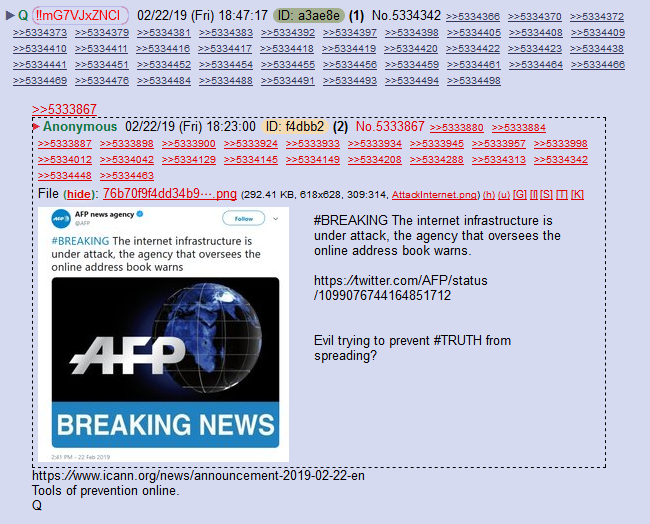 ▶ Q !!mG7VJxZNCI 02/22/19 (Fri) 18:47:17 ID: a3ae8e (1) No.5334342 >>5334366 >>5334370 >>5334372
>>5334373 >>5334379 >>5334381 >>5334383 >>5334392 >>5334397 >>5334398 >>5334405 >>5334408 >>5334409
>>5334410 >>5334411 >>5334416 >>5334417 >>5334418 >>5334419 >>5334420 >>5334422 >>5334423 >>5334438
>>5334441 >>5334451 >>5334452 >>5334454 >>5334455 >>5334456 >>5334459 >>5334461 >>5334464 >>5334466
>>5334469 >>5334476 >>5334484 >>5334488 >>5334491 >>5334493 >>5334494 >>5334498
>>5333867
▶ Anonymous 02/22/19 (Fri) 18:23:00 ID: f4dbb2 (2) No.5333867 >>5333880 >>5333884
>>5333887 >>5333898 >>5333900 >>5333924 >>5333933 >>5333934 >>5333945 >>5333957 >>5333998
>>5334012 >>5334042 >>5334129 >>5334145 >>5334149 >>5334208 >>5334288 >>5334313 >>5334342
>>5334448 >>5334463
File (hide): 76b70f9f4dd34b9⋯.png (292.41 KB, 618x628, 309:314, AttackInternet.png) (h) (u) [G] [I] [S] [T] [K]
AFP news agency
@AFP
Follow
#BREAKING The internet infrastructure is
under attack, the agency that oversees the
online address book warns
AFP
BREAKING NEWS
2:41 PM - 22 Feb 2019
#BREAKING The internet infrastructure is
under attack, the agency that oversees the
online address book warns.
https://twitter.com/AFP/status
/1099076744164851712
Evil trying to prevent #TRUTH from
spreading?
https://www.icann.org/news/announcement-2019-02-22-en
Tools of prevention online.
Q